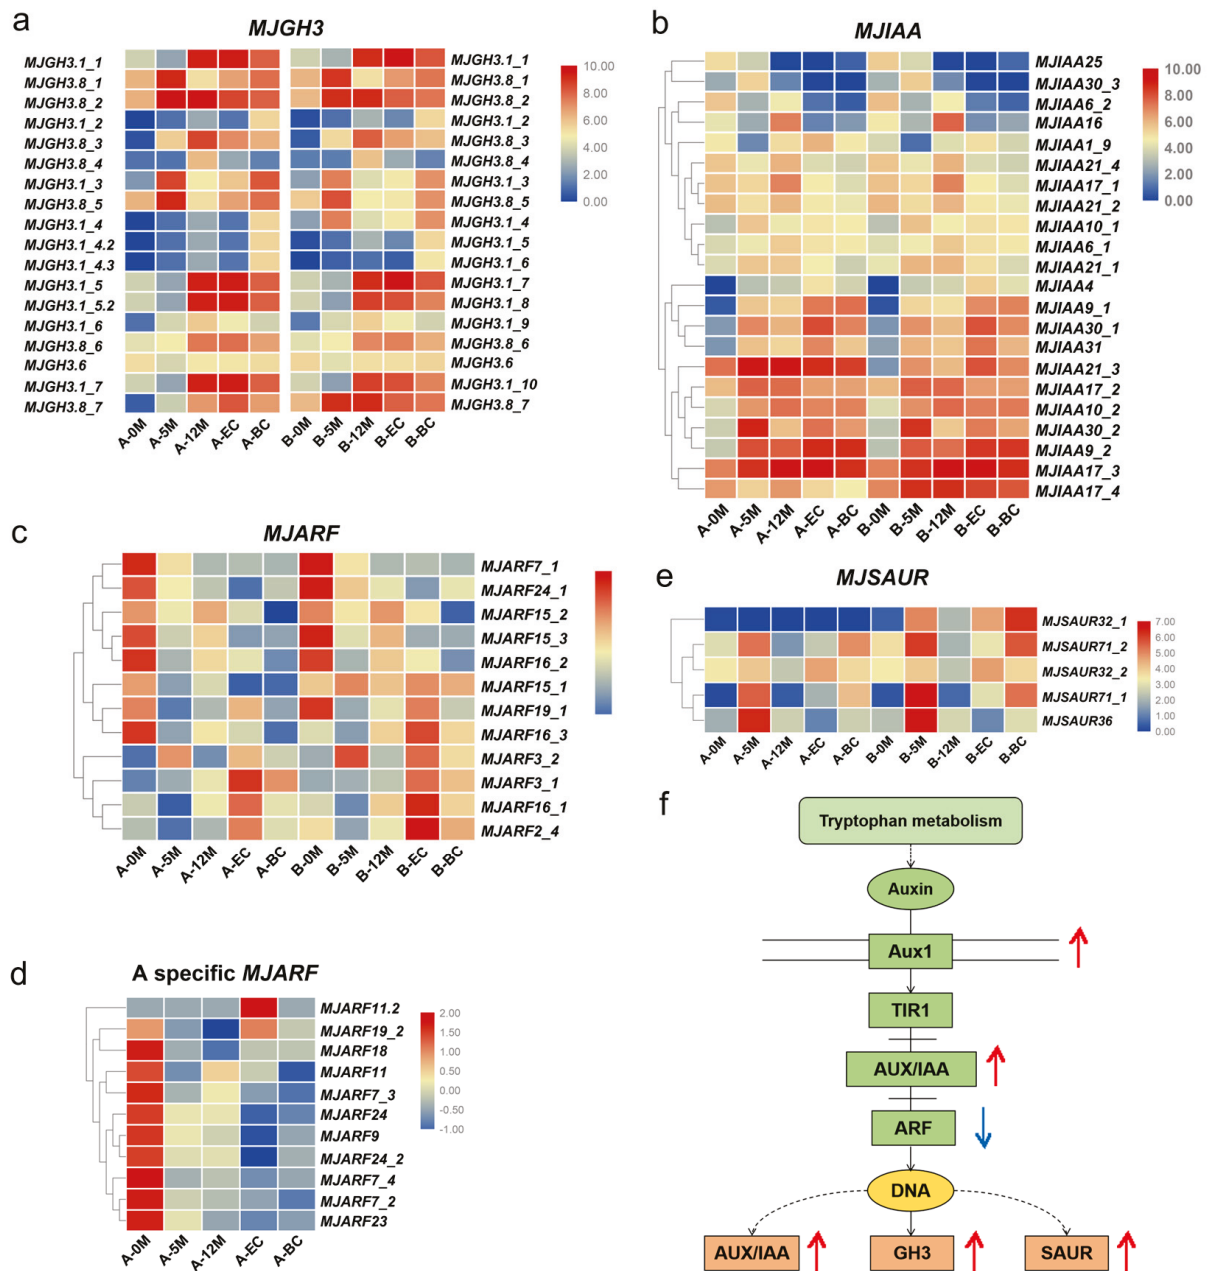 a
MJGH3
MJGH3.1_1
MJGH3.8_1
MJGH3.8_2
MJGH3.1_2
MJGH3.8_3
MJGH3.8_4
MJGH3.1_3
MJGH3.8_5
MJGH3.1_4
MJGH3.1_4.2
MJGH3.1_4.3
MJGH3.1_5
MJGH3.1_5.2
MJGH3.1_6
MJGH3.8_6
MJGH3.6
MJGH3.1_7
MJGH3.8_7
A-0M
A-5M
A-12M
A-EC
A-BC
B-0M
B-5M
B-12M
B-EC
B-BC
MJGH3.1_1
MJGH3.8_1
MJGH3.8_2
MJGH3.1_2
MJGH3.8_3
MJGH3.8_4
MJGH3.1_3
MJGH3.8_5
MJGH3.1_4
MJGH3.1_5
MJGH3.1_6
MJGH3.1_7
MJGH3.1_8
MJGH3.1_9
MJGH3.8_6
MJGH3.6
MJGH3.1_10
MJGH3.8_7
10.00
8.00
6.00
4.00
2.00
0.00
b
MJIAA
MJIAA25
MJIAA30_3
MJIAA6_2
MJIAA16
MJIAA1_9
MJIAA21_4
MJIAA17_1
MJIAA21_2
MJIAA10_1
MJIAA6_1
MJIAA21_1
MJIAA4
MJIAA9_1
MJIAA30_1
MJIAA31
MJIAA21_3
MJIAA17_2
MJIAA10_2
MJIAA30_2
MJIAA9_2
MJIAA17_3
MJIAA17_4
A-0M
A-5M
A-12M
A-EC
A-BC
B-0M
B-5M
B-12M
B-EC
B-BC
10.00
8.00
6.00
4.00
2.00
0.00
c
MJARF
MJARF7_1
MJARF24_1
MJARF15_2
MJARF15_3
MJARF16_2
MJARF15_1
MJARF19_1
MJARF16_3
MJARF3_2
MJARF3_1
MJARF16_1
MJARF2_4
A-0M
A-5M
A-12M
A-EC
A-BC
B-0M
B-5M
B-12M
B-EC
B-BC
d
A specific MJARF
MJARF11.2
MJARF19_2
MJARF18
MJARF11
MJARF7_3
MJARF24
MJARF9
MJARF24_2
MJARF7_4
MJARF7_2
MJARF23
A-0M
A-5M
A-12M
A-EC
A-BC
2.00
1.50
1.00
0.50
0.00
-0.50
-1.00
e
MJSAUR
MJSAUR32_1
MJSAUR71_2
MJSAUR32_2
MJSAUR71_1
MJSAUR36
A-0M
A-5M
A-12M
A-EC
A-BC
B-0M
B-5M
B-12M
B-EC
B-BC
7.00
6.00
5.00
4.00
3.00
2.00
1.00
0.00
f
Tryptophan metabolism
Auxin
Aux1
TIR1
AUX/IAA
ARF
DNA
AUX/IAA
GH3
SAUR